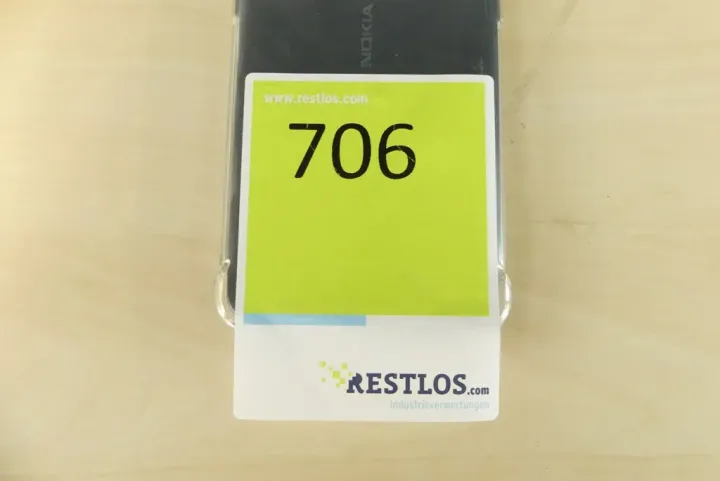 NOKIA
www.restlos.com
706
RESTLOS.com
industrieverwertungen